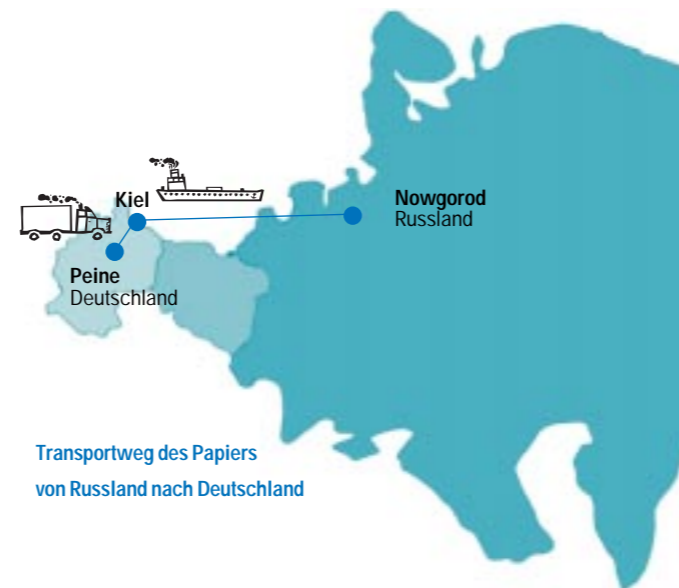 Kiel
Nowgorod
Russland
Peine
Deutschland
Transportweg des Papiers
von Russland nach Deutschland